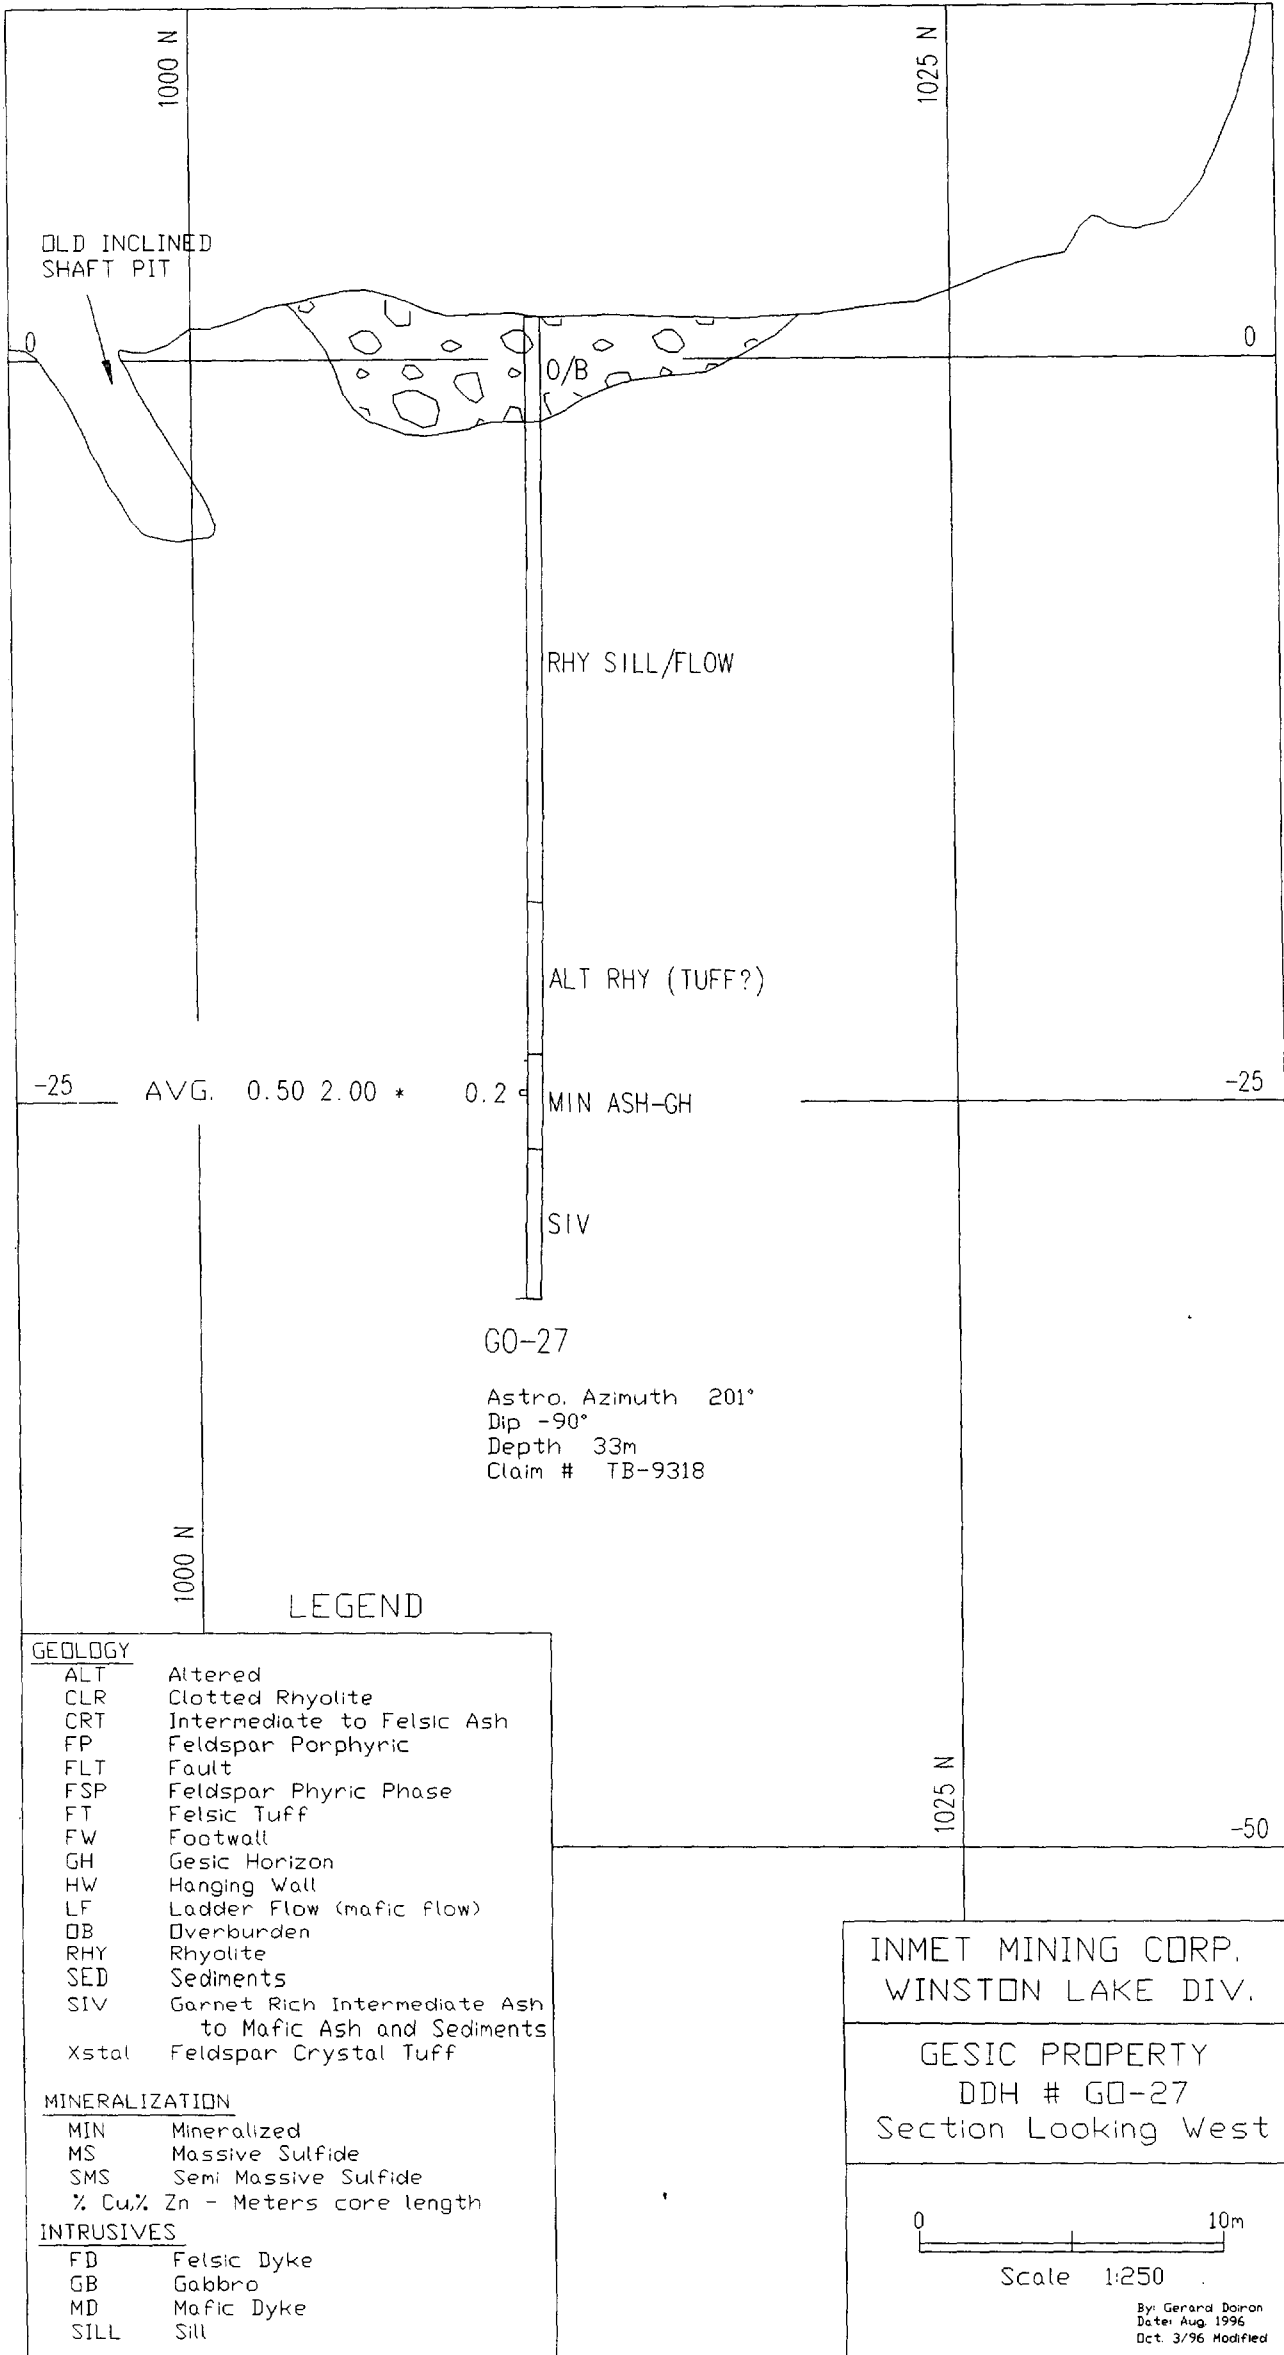 1000 N
1025 N
OLD INCLINED
SHAFT PIT
0
0
O/B
RHY SILL/FLOW
ALT RHY (TUFF?)
-25
AVG. 0.50 2.00 * 0.2
MIN ASH-GH
-25
SIV
GO-27
Astro. Azimuth 201°
Dip -90°
Depth 33m
Claim # TB-9318
1000 N
1025 N
-50
LEGEND
GEOLOGY
ALT Altered
CLR Clotted Rhyolite
CRT Intermediate to Felsic Ash
FP Feldspar Porphyric
FLT Fault
FSP Feldspar Phyric Phase
FT Felsic Tuff
FW Footwall
GH Gesic Horizon
HW Hanging Wall
LF Ladder Flow (mafic flow)
OB Overburden
RHY Rhyolite
SED Sediments
SIV Garnet Rich Intermediate Ash
to Mafic Ash and Sediments
Xstal Feldspar Crystal Tuff
MINERALIZATION
MIN Mineralized
MS Massive Sulfide
SMS Semi Massive Sulfide
% Cu,% Zn - Meters core length
INTRUSIVES
FD Felsic Dyke
GB Gabbro
MD Mafic Dyke
SILL Sill
INMET MINING CORP.
WINSTON LAKE DIV.
GESIC PROPERTY
DDH # GO-27
Section Looking West
0 10m
Scale 1:250
By: Gerard Doiron
Date: Aug. 1996
Oct. 3/96 Modified